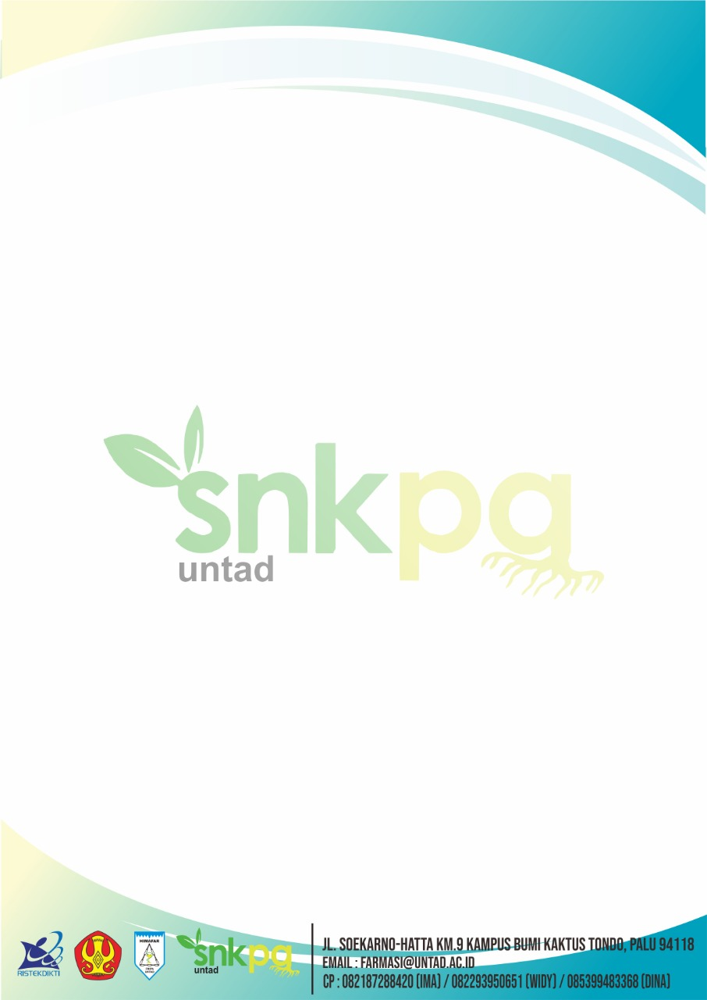 snkpg
untad
RISTEKDIKTI
HIMAFAR
snkpg
untad
JL. SOEKARNO-HATTA KM.9 KAMPUS BUMI KAKTUS TONDO, PALU 94118
EMAIL : FARMASI@UNTAD.AC.ID
CP : 082187288420 (IMA) / 082293950651 (WIDY) / 085399483368 (DINA)